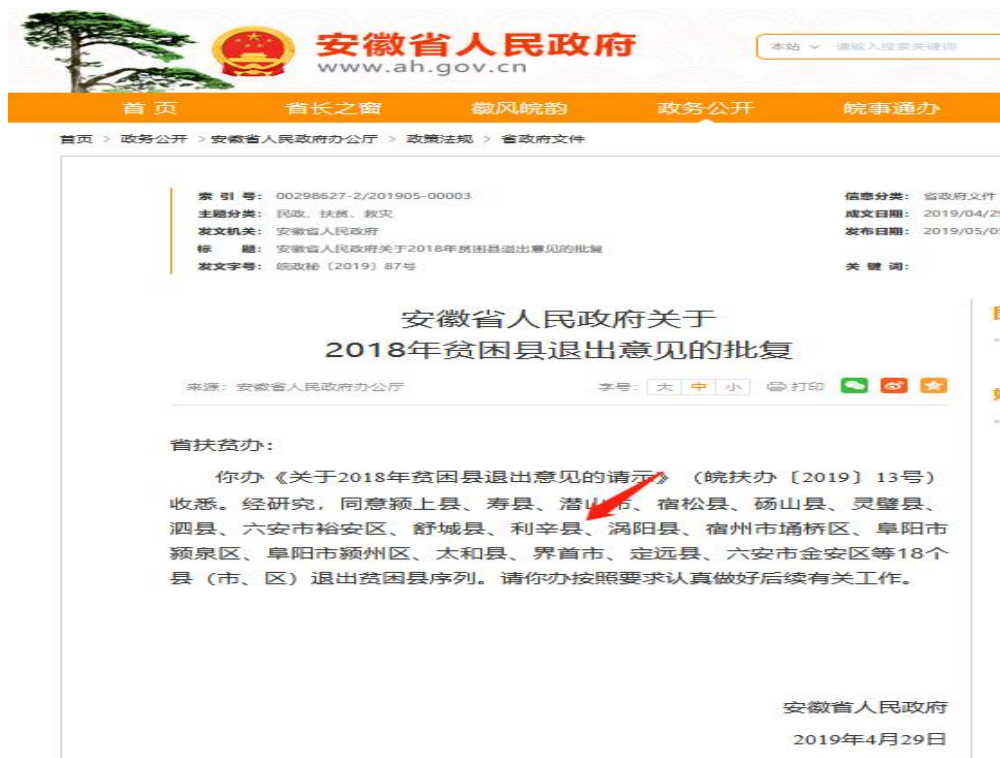 安徽省人民政府
www.ah.gov.cn
本站 请输入搜索关键词
首页 省长之窗 徽风皖韵 政务公开 皖事通办
首页 > 政务公开 > 安徽省人民政府办公厅 > 政策法规 > 省政府文件
索 引 号： 00298627-2/201905-00003 信息分类： 省政府文件
主题分类： 民政、扶贫、救灾 成文日期： 2019/04/29
发文机关： 安徽省人民政府 发布日期： 2019/05/05
标 题： 安徽省人民政府关于2018年贫困县退出意见的批复
发文字号： 皖政秘〔2019〕87号 关 键 词：
安徽省人民政府关于
2018年贫困县退出意见的批复
来源：安徽省人民政府办公厅 字号： 大 中 小 打印
省扶贫办：
你办《关于2018年贫困县退出意见的请示》（皖扶办〔2019〕13号）
收悉。经研究，同意颍上县、寿县、潜山市、宿松县、砀山县、灵璧县、
泗县、六安市裕安区、舒城县、利辛县、涡阳县、宿州市埇桥区、阜阳市
颍泉区、阜阳市颍州区、太和县、界首市、定远县、六安市金安区等18个
县（市、区）退出贫困县序列。请你办按照要求认真做好后续有关工作。
安徽省人民政府
2019年4月29日